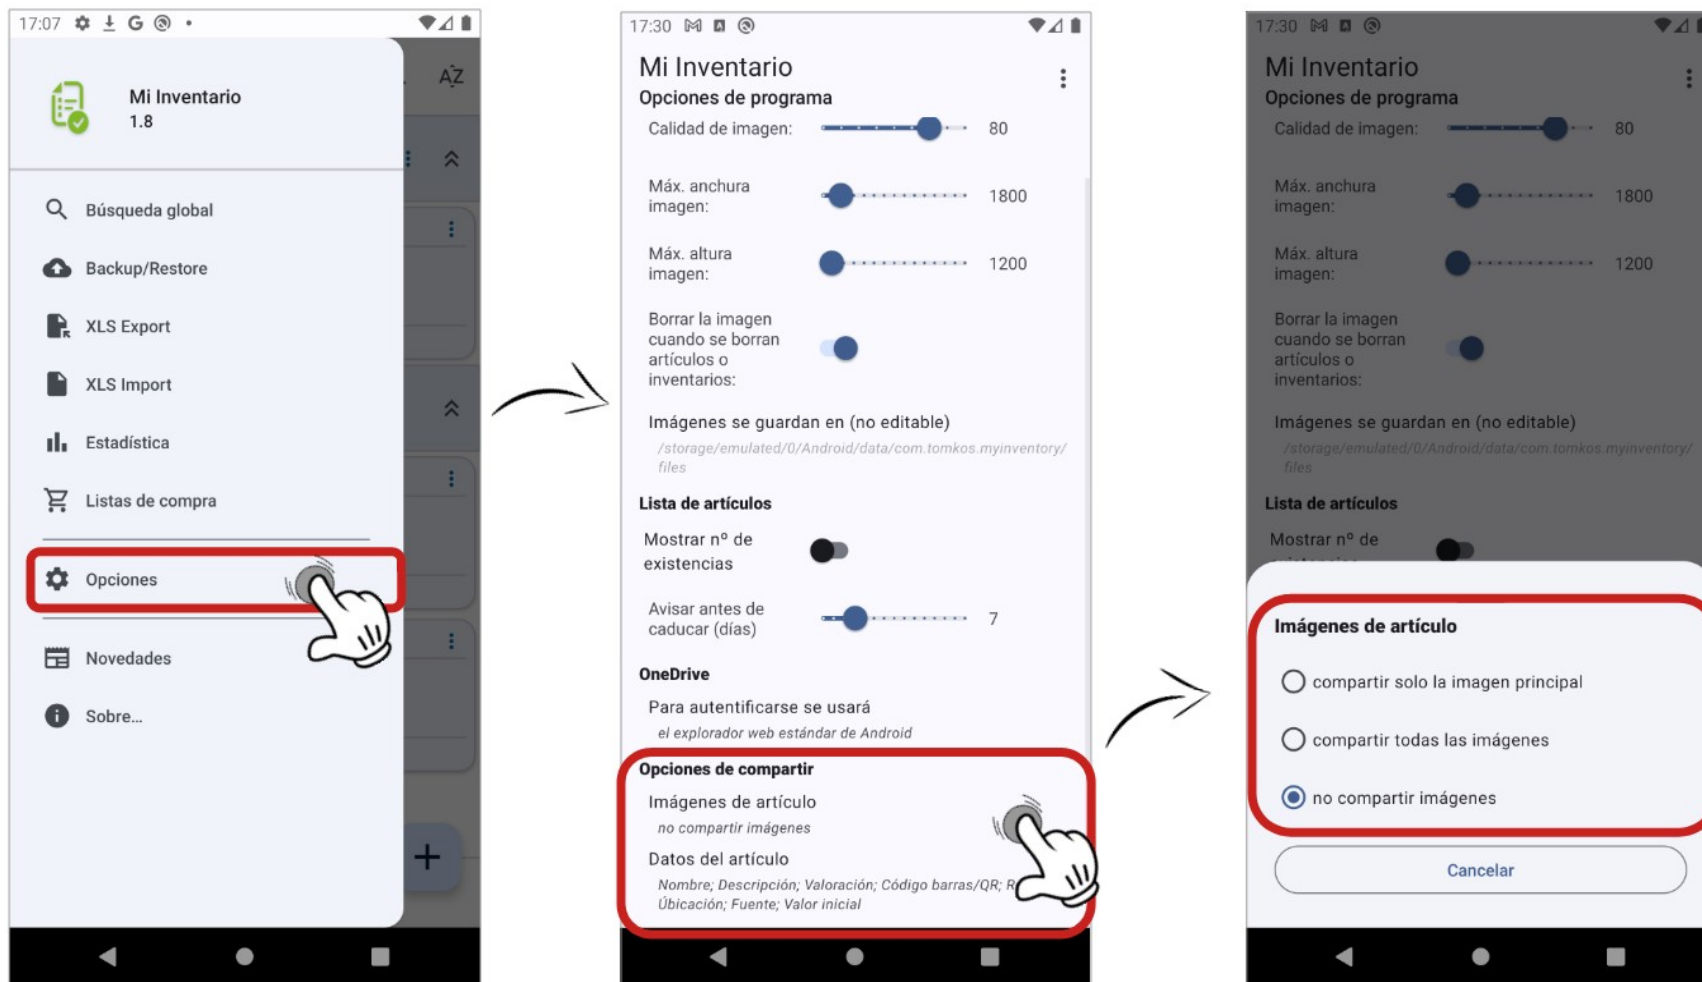 17:07
Mi Inventario
1.8
AZ
Búsqueda global
Backup/Restore
XLS Export
XLS Import
Estadística
Listas de compra
Opciones
Novedades
Sobre...
17:30
Mi Inventario
Opciones de programa
Calidad de imagen: 80
Máx. anchura
imagen: 1800
Máx. altura
imagen: 1200
Borrar la imagen
cuando se borran
artículos o
inventarios:
Imágenes se guardan en (no editable)
/storage/emulated/0/Android/data/com.tomkos.myinventory/
files
Lista de artículos
Mostrar nº de
existencias
Avisar antes de
caducar (días) 7
OneDrive
Para autentificarse se usará
el explorador web estándar de Android
Opciones de compartir
Imágenes de artículo
no compartir imágenes
Datos del artículo
Nombre; Descripción; Valoración; Código barras/QR; R
Úbicación; Fuente; Valor inicial
17:30
Mi Inventario
Opciones de programa
Calidad de imagen: 80
Máx. anchura
imagen: 1800
Máx. altura
imagen: 1200
Borrar la imagen
cuando se borran
artículos o
inventarios:
Imágenes se guardan en (no editable)
/storage/emulated/0/Android/data/com.tomkos.myinventory/
files
Lista de artículos
Mostrar nº de
Imágenes de artículo
compartir solo la imagen principal
compartir todas las imágenes
no compartir imágenes
Cancelar